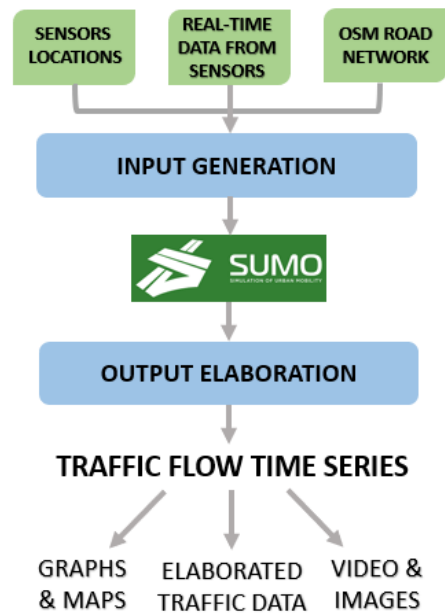 SENSORS
LOCATIONS
REAL-TIME
DATA FROM
SENSORS
OSM ROAD
NETWORK
INPUT GENERATION
SUMO
SIMULATION OF URBAN MOBILITY
OUTPUT ELABORATION
TRAFFIC FLOW TIME SERIES
GRAPHS
& MAPS
ELABORATED
TRAFFIC DATA
VIDEO &
IMAGES